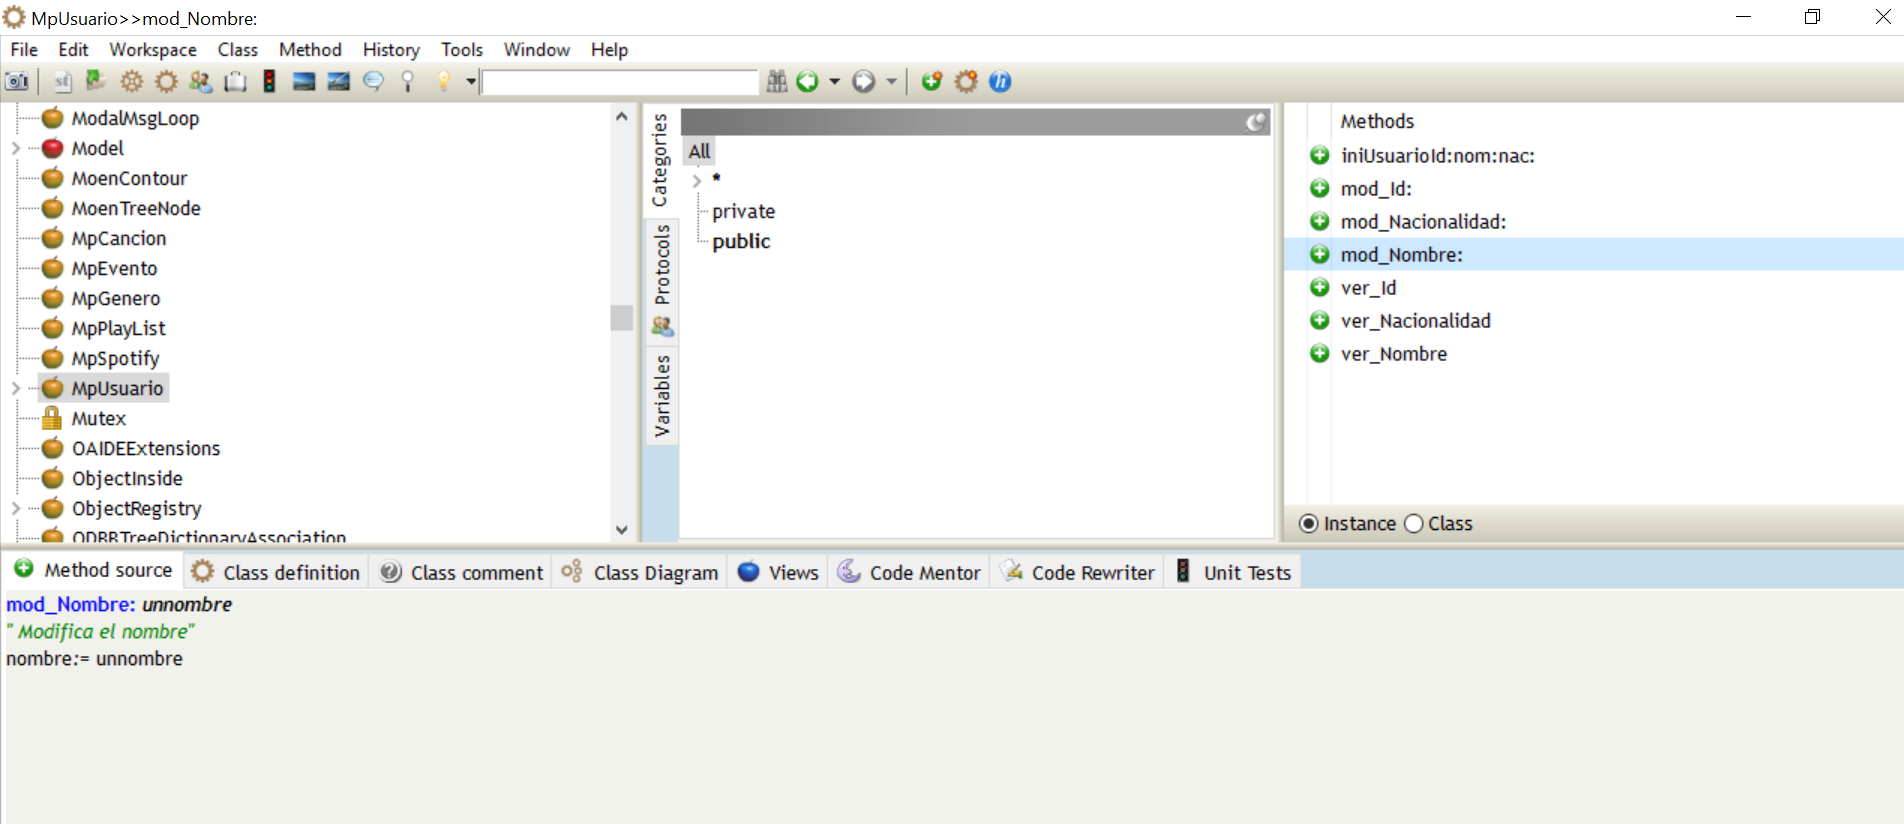 MpUsuario>>mod_Nombre:
File Edit Workspace Class Method History Tools Window Help
st
h
ModalMsgLoop
Model
MoenContour
MoenTreeNode
MpCancion
MpEvento
MpGenero
MpPlayList
MpSpotify
MpUsuario
Mutex
OAIDEExtensions
ObjectInside
ObjectRegistry
ODBBTreeDictionaryAssociation
Categories
Protocols
Variables
All
*
private
public
Methods
iniUsuarioId:nom:nac:
mod_Id:
mod_Nacionalidad:
mod_Nombre:
ver_Id
ver_Nacionalidad
ver_Nombre
Instance Class
Method source Class definition Class comment Class Diagram Views Code Mentor Code Rewriter Unit Tests
mod_Nombre: unnombre
" Modifica el nombre"
nombre:= unnombre